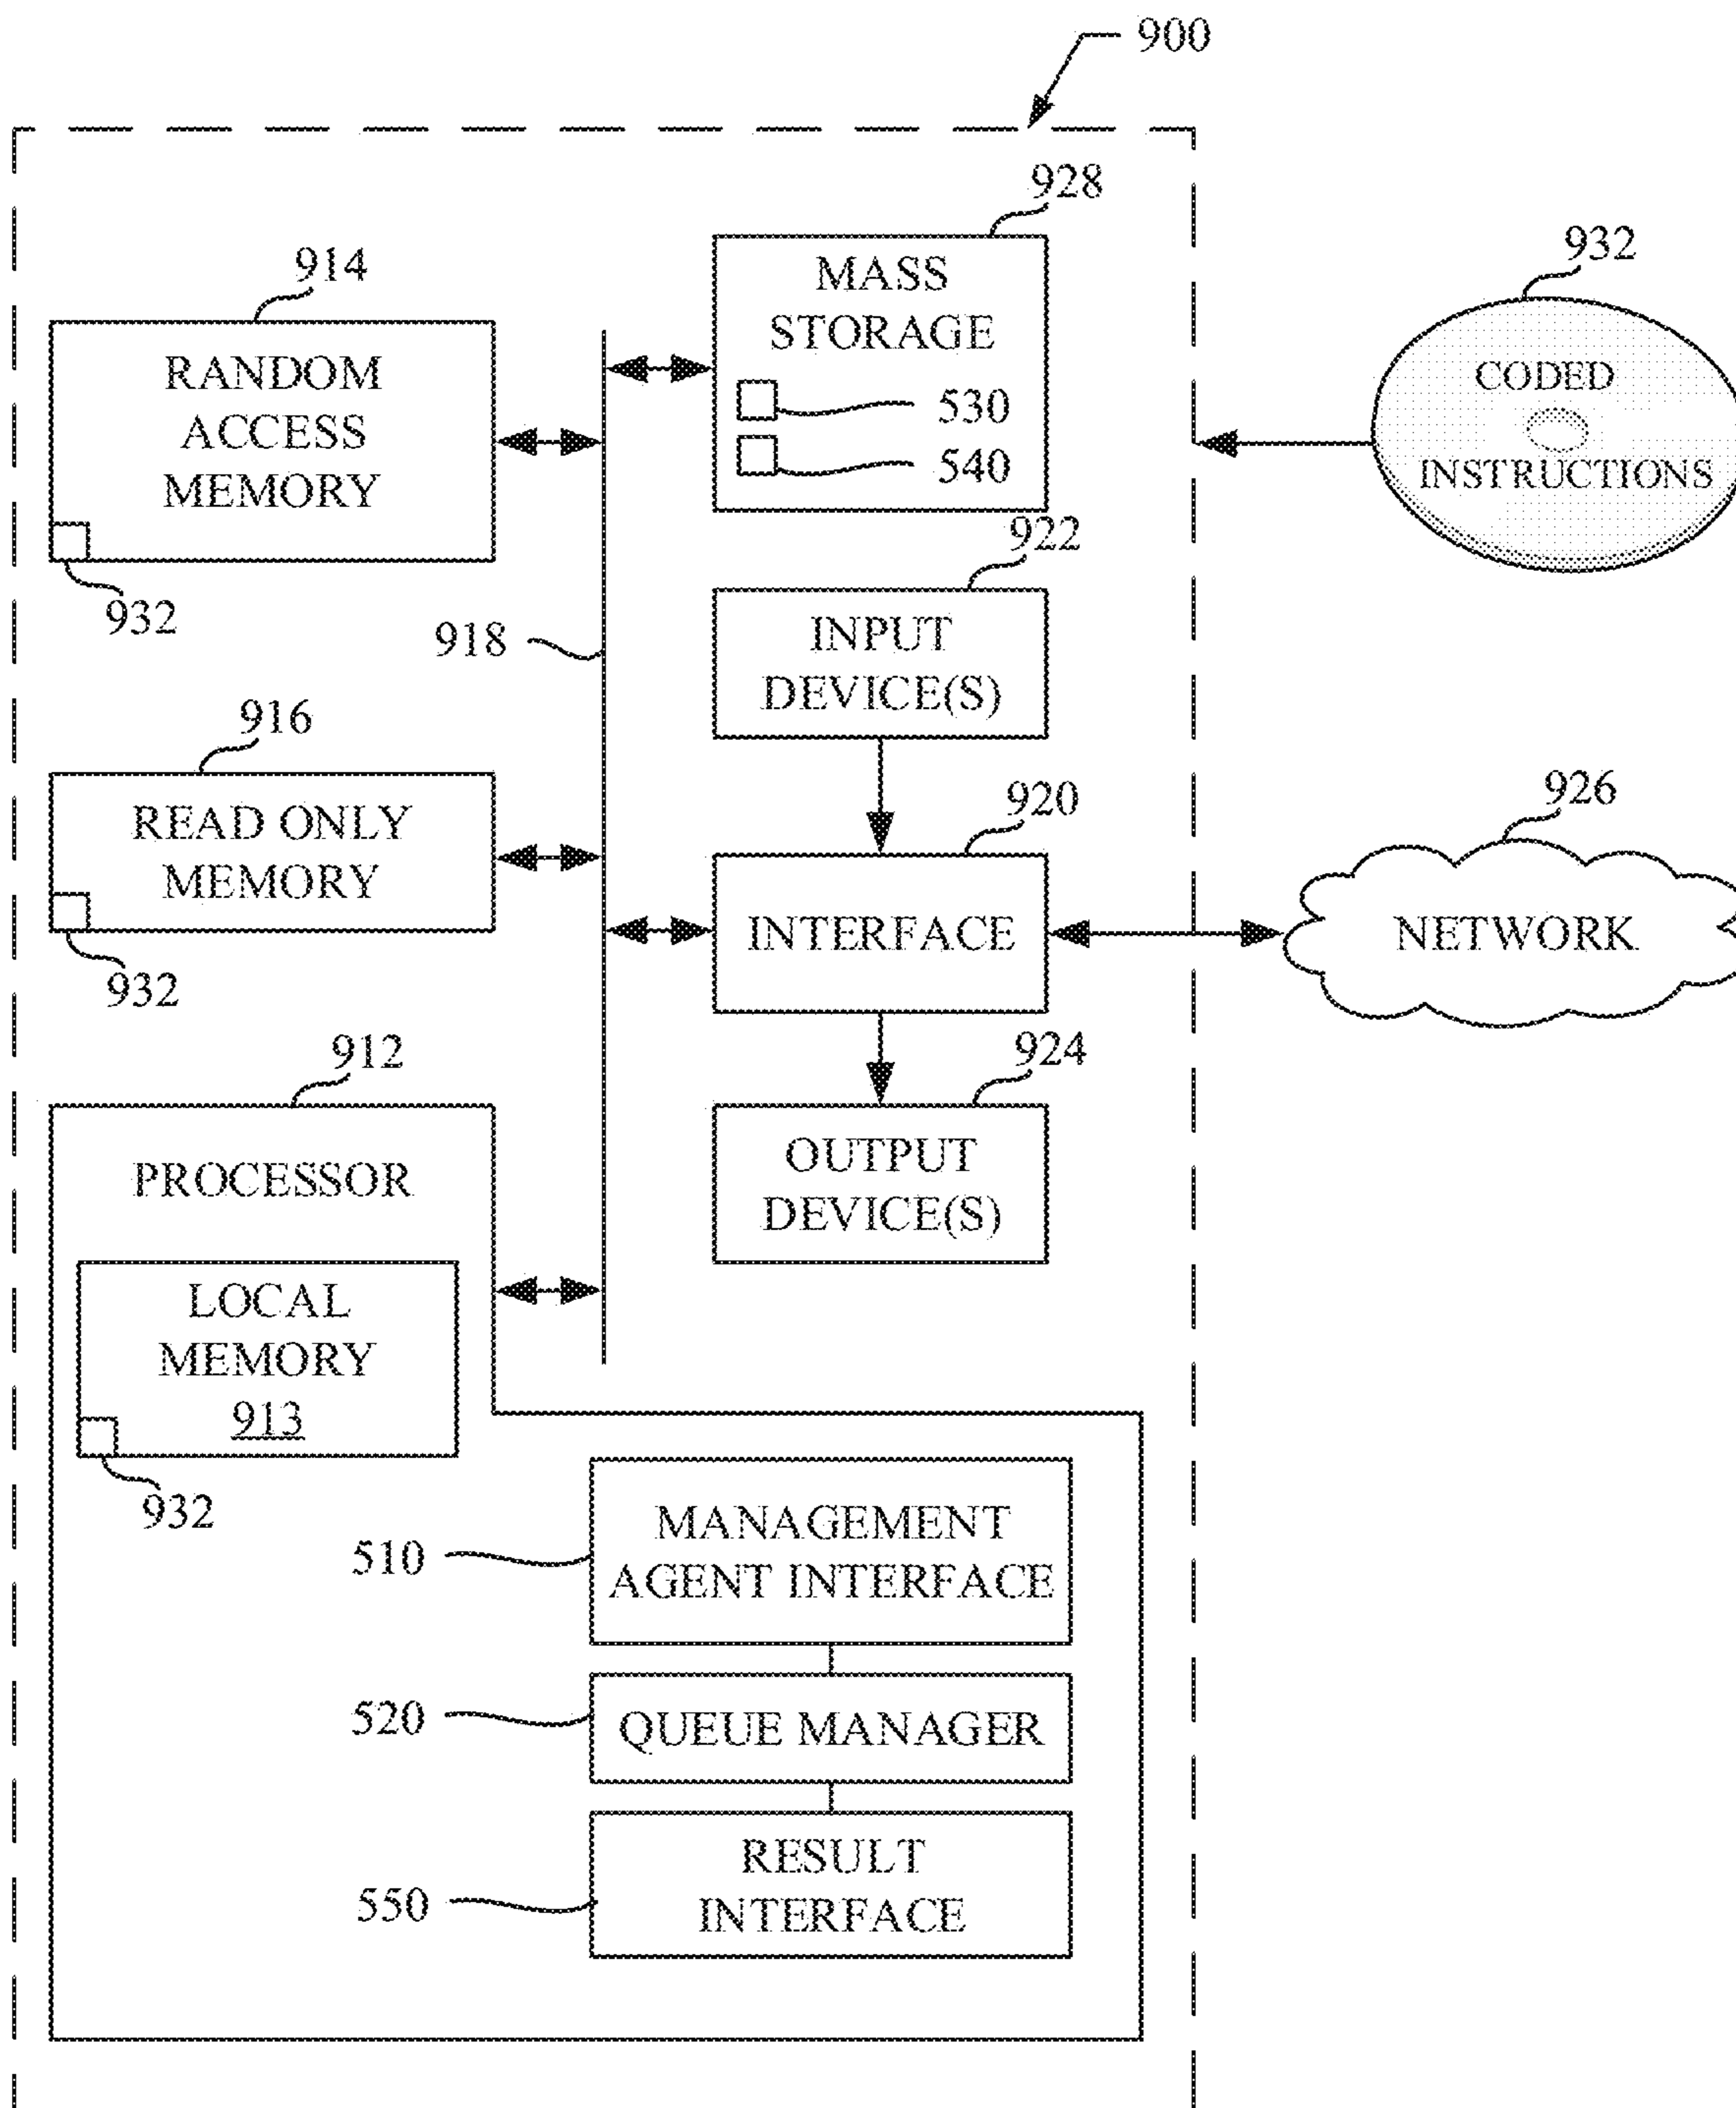 900
928
MASS
STORAGE
530
540
914
RANDOM
ACCESS
MEMORY
932
932
CODED
INSTRUCTIONS
922
INPUT
DEVICE(S)
918
916
READ ONLY
MEMORY
932
920
INTERFACE
926
NETWORK
924
OUTPUT
DEVICE(S)
912
PROCESSOR
LOCAL
MEMORY
913
932
510
MANAGEMENT
AGENT INTERFACE
520
QUEUE MANAGER
550
RESULT
INTERFACE